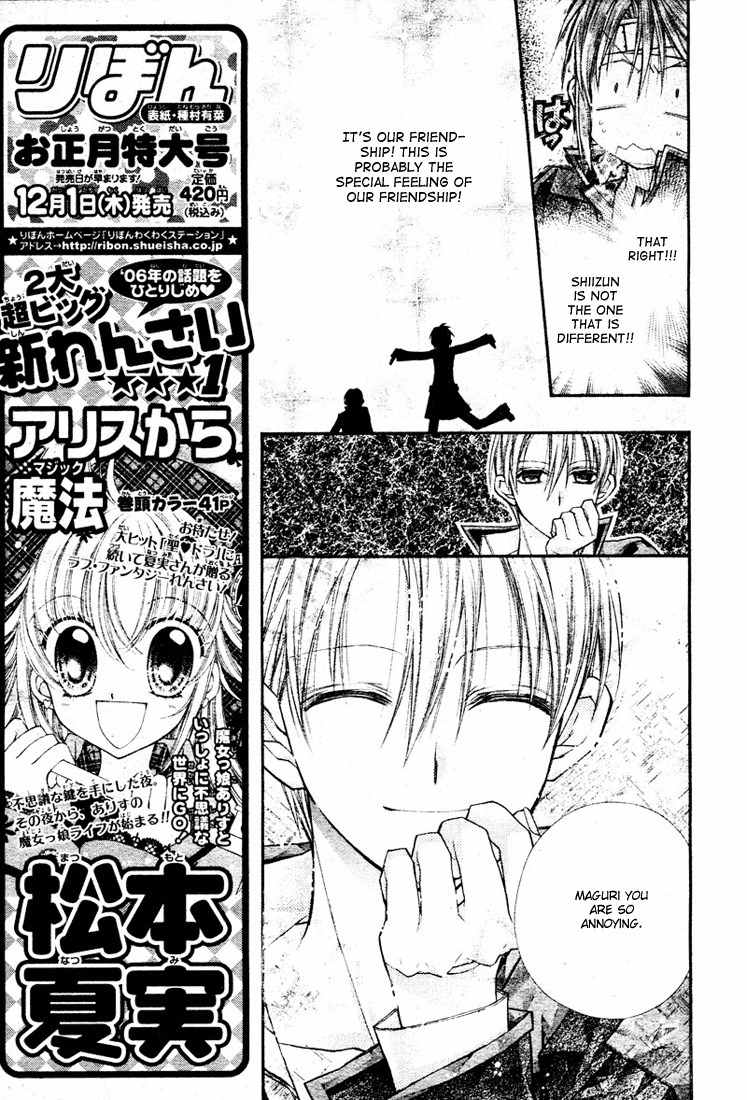 はっ
THAT
RIGHT!!!
SHIIZUN
IS NOT
THE ONE
THAT IS
DIFFERENT!!
IT'S OUR FRIEND-
SHIP! THIS IS
PROBABLY THE
SPECIAL FEELING OF
OUR FRIENDSHIP!
MAGURI YOU
ARE SO
ANNOYING.
りぼん
表紙・種村有菜
お正月特大号
発売日が早まります!
12月1日(木)発売
定価
420円
(税込み)
★りぼんホームページ「りぼんわくわくステーション」
アドレス→http://ribon.shueisha.co.jp
'06年の話題を
ひとりじめ♥
2大
超ビッグ
新れんさい
★★★1
アリスから
マジック
魔法
巻頭カラー41P
お待たせ!
大ヒット「聖♥ドラ」に
続いて夏実さんが贈る
ラブ・ファンタジーれんさい!
魔女っ娘ありすと
いっしょに不思議な
世界にGO!
不思議な鍵を手にした夜。
その夜から、ありすの
魔女っ娘ライフが始まる!!
まつ もと
松本
なつ み
夏実